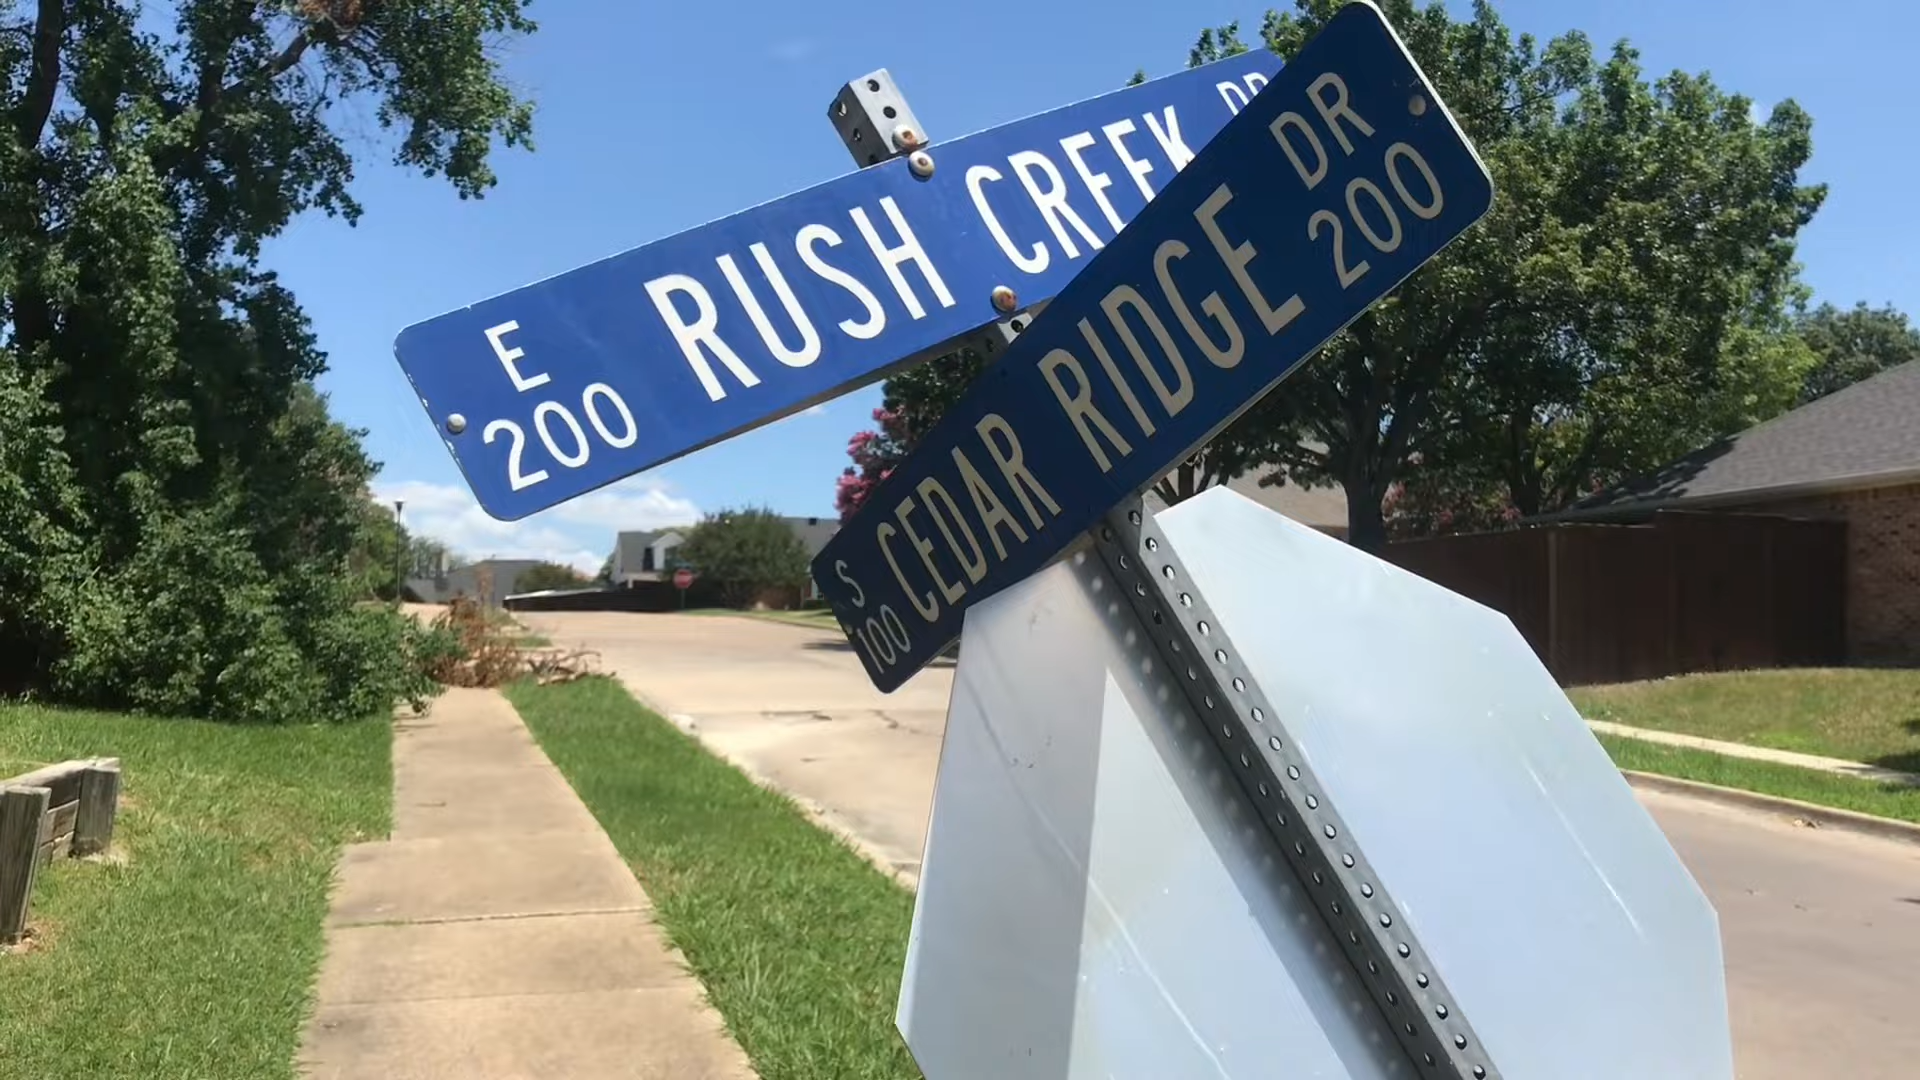 E
200 RUSH CREEK DR
S
100 CEDAR RIDGE DR
200